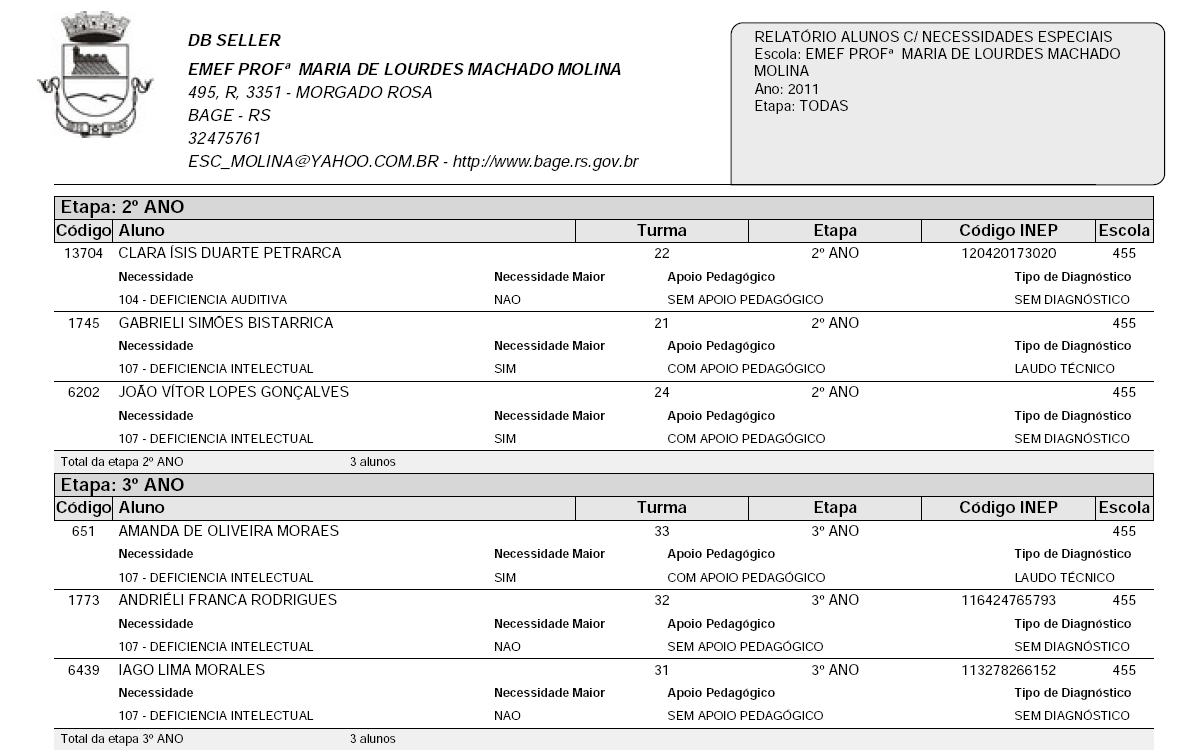 DB SELLER
EMEF PROFª MARIA DE LOURDES MACHADO MOLINA
495, R, 3351 - MORGADO ROSA
BAGE - RS
32475761
ESC_MOLINA@YAHOO.COM.BR - http://www.bage.rs.gov.br
RELATÓRIO ALUNOS C/ NECESSIDADES ESPECIAIS
Escola: EMEF PROFª MARIA DE LOURDES MACHADO
MOLINA
Ano: 2011
Etapa: TODAS
Etapa: 2º ANO
Código Aluno Turma Etapa Código INEP Escola
13704 CLARA ÍSIS DUARTE PETRARCA 22 2º ANO 120420173020 455
Necessidade Necessidade Maior Apoio Pedagógico Tipo de Diagnóstico
104 - DEFICIENCIA AUDITIVA NAO SEM APOIO PEDAGÓGICO SEM DIAGNÓSTICO
1745 GABRIELI SIMÕES BISTARRICA 21 2º ANO 455
Necessidade Necessidade Maior Apoio Pedagógico Tipo de Diagnóstico
107 - DEFICIENCIA INTELECTUAL SIM COM APOIO PEDAGÓGICO LAUDO TÉCNICO
6202 JOÃO VÍTOR LOPES GONÇALVES 24 2º ANO 455
Necessidade Necessidade Maior Apoio Pedagógico Tipo de Diagnóstico
107 - DEFICIENCIA INTELECTUAL SIM COM APOIO PEDAGÓGICO SEM DIAGNÓSTICO
Total da etapa 2º ANO 3 alunos
Etapa: 3º ANO
Código Aluno Turma Etapa Código INEP Escola
651 AMANDA DE OLIVEIRA MORAES 33 3º ANO 455
Necessidade Necessidade Maior Apoio Pedagógico Tipo de Diagnóstico
107 - DEFICIENCIA INTELECTUAL SIM COM APOIO PEDAGÓGICO LAUDO TÉCNICO
1773 ANDRIÉLI FRANCA RODRIGUES 32 3º ANO 116424765793 455
Necessidade Necessidade Maior Apoio Pedagógico Tipo de Diagnóstico
107 - DEFICIENCIA INTELECTUAL NAO SEM APOIO PEDAGÓGICO SEM DIAGNÓSTICO
6439 IAGO LIMA MORALES 31 3º ANO 113278266152 455
Necessidade Necessidade Maior Apoio Pedagógico Tipo de Diagnóstico
107 - DEFICIENCIA INTELECTUAL NAO SEM APOIO PEDAGÓGICO SEM DIAGNÓSTICO
Total da etapa 3º ANO 3 alunos